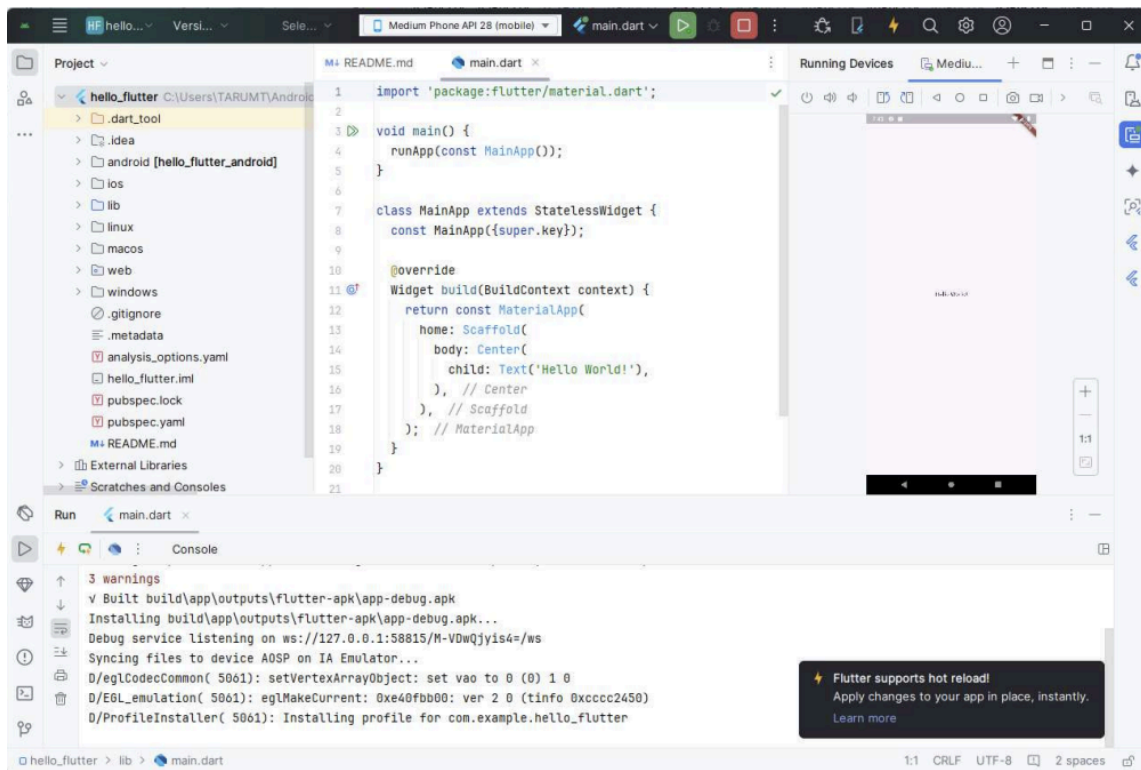 HF hello... Versi... Sele... Medium Phone API 28 (mobile) main.dart
Project
hello_flutter C:\Users\TARUMT\Android
.dart_tool
.idea
android [hello_flutter_android]
ios
lib
linux
macos
web
windows
.gitignore
.metadata
analysis_options.yaml
hello_flutter.iml
pubspec.lock
pubspec.yaml
M↓ README.md
External Libraries
Scratches and Consoles
M↓ README.md main.dart
1 import 'package:flutter/material.dart';
2
3 void main() {
4 runApp(const MainApp());
5 }
6
7 class MainApp extends StatelessWidget {
8 const MainApp({super.key});
9
10 @override
11 Widget build(BuildContext context) {
12 return const MaterialApp(
13 home: Scaffold(
14 body: Center(
15 child: Text('Hello World!'),
16 ), // Center
17 ), // Scaffold
18 ); // MaterialApp
19 }
20 }
21
Running Devices Mediu...
1:1
Run main.dart
Console
3 warnings
√ Built build\app\outputs\flutter-apk\app-debug.apk
Installing build\app\outputs\flutter-apk\app-debug.apk...
Debug service listening on ws://127.0.0.1:58815/M-VDwQjyis4=/ws
Syncing files to device AOSP on IA Emulator...
D/eglCodecCommon( 5061): setVertexArrayObject: set vao to 0 (0) 1 0
D/EGL_emulation( 5061): eglMakeCurrent: 0xe40fbb00: ver 2 0 (tinfo 0xcccc2450)
D/ProfileInstaller( 5061): Installing profile for com.example.hello_flutter
Flutter supports hot reload!
Apply changes to your app in place, instantly.
Learn more
hello_flutter > lib > main.dart
1:1 CRLF UTF-8 2 spaces